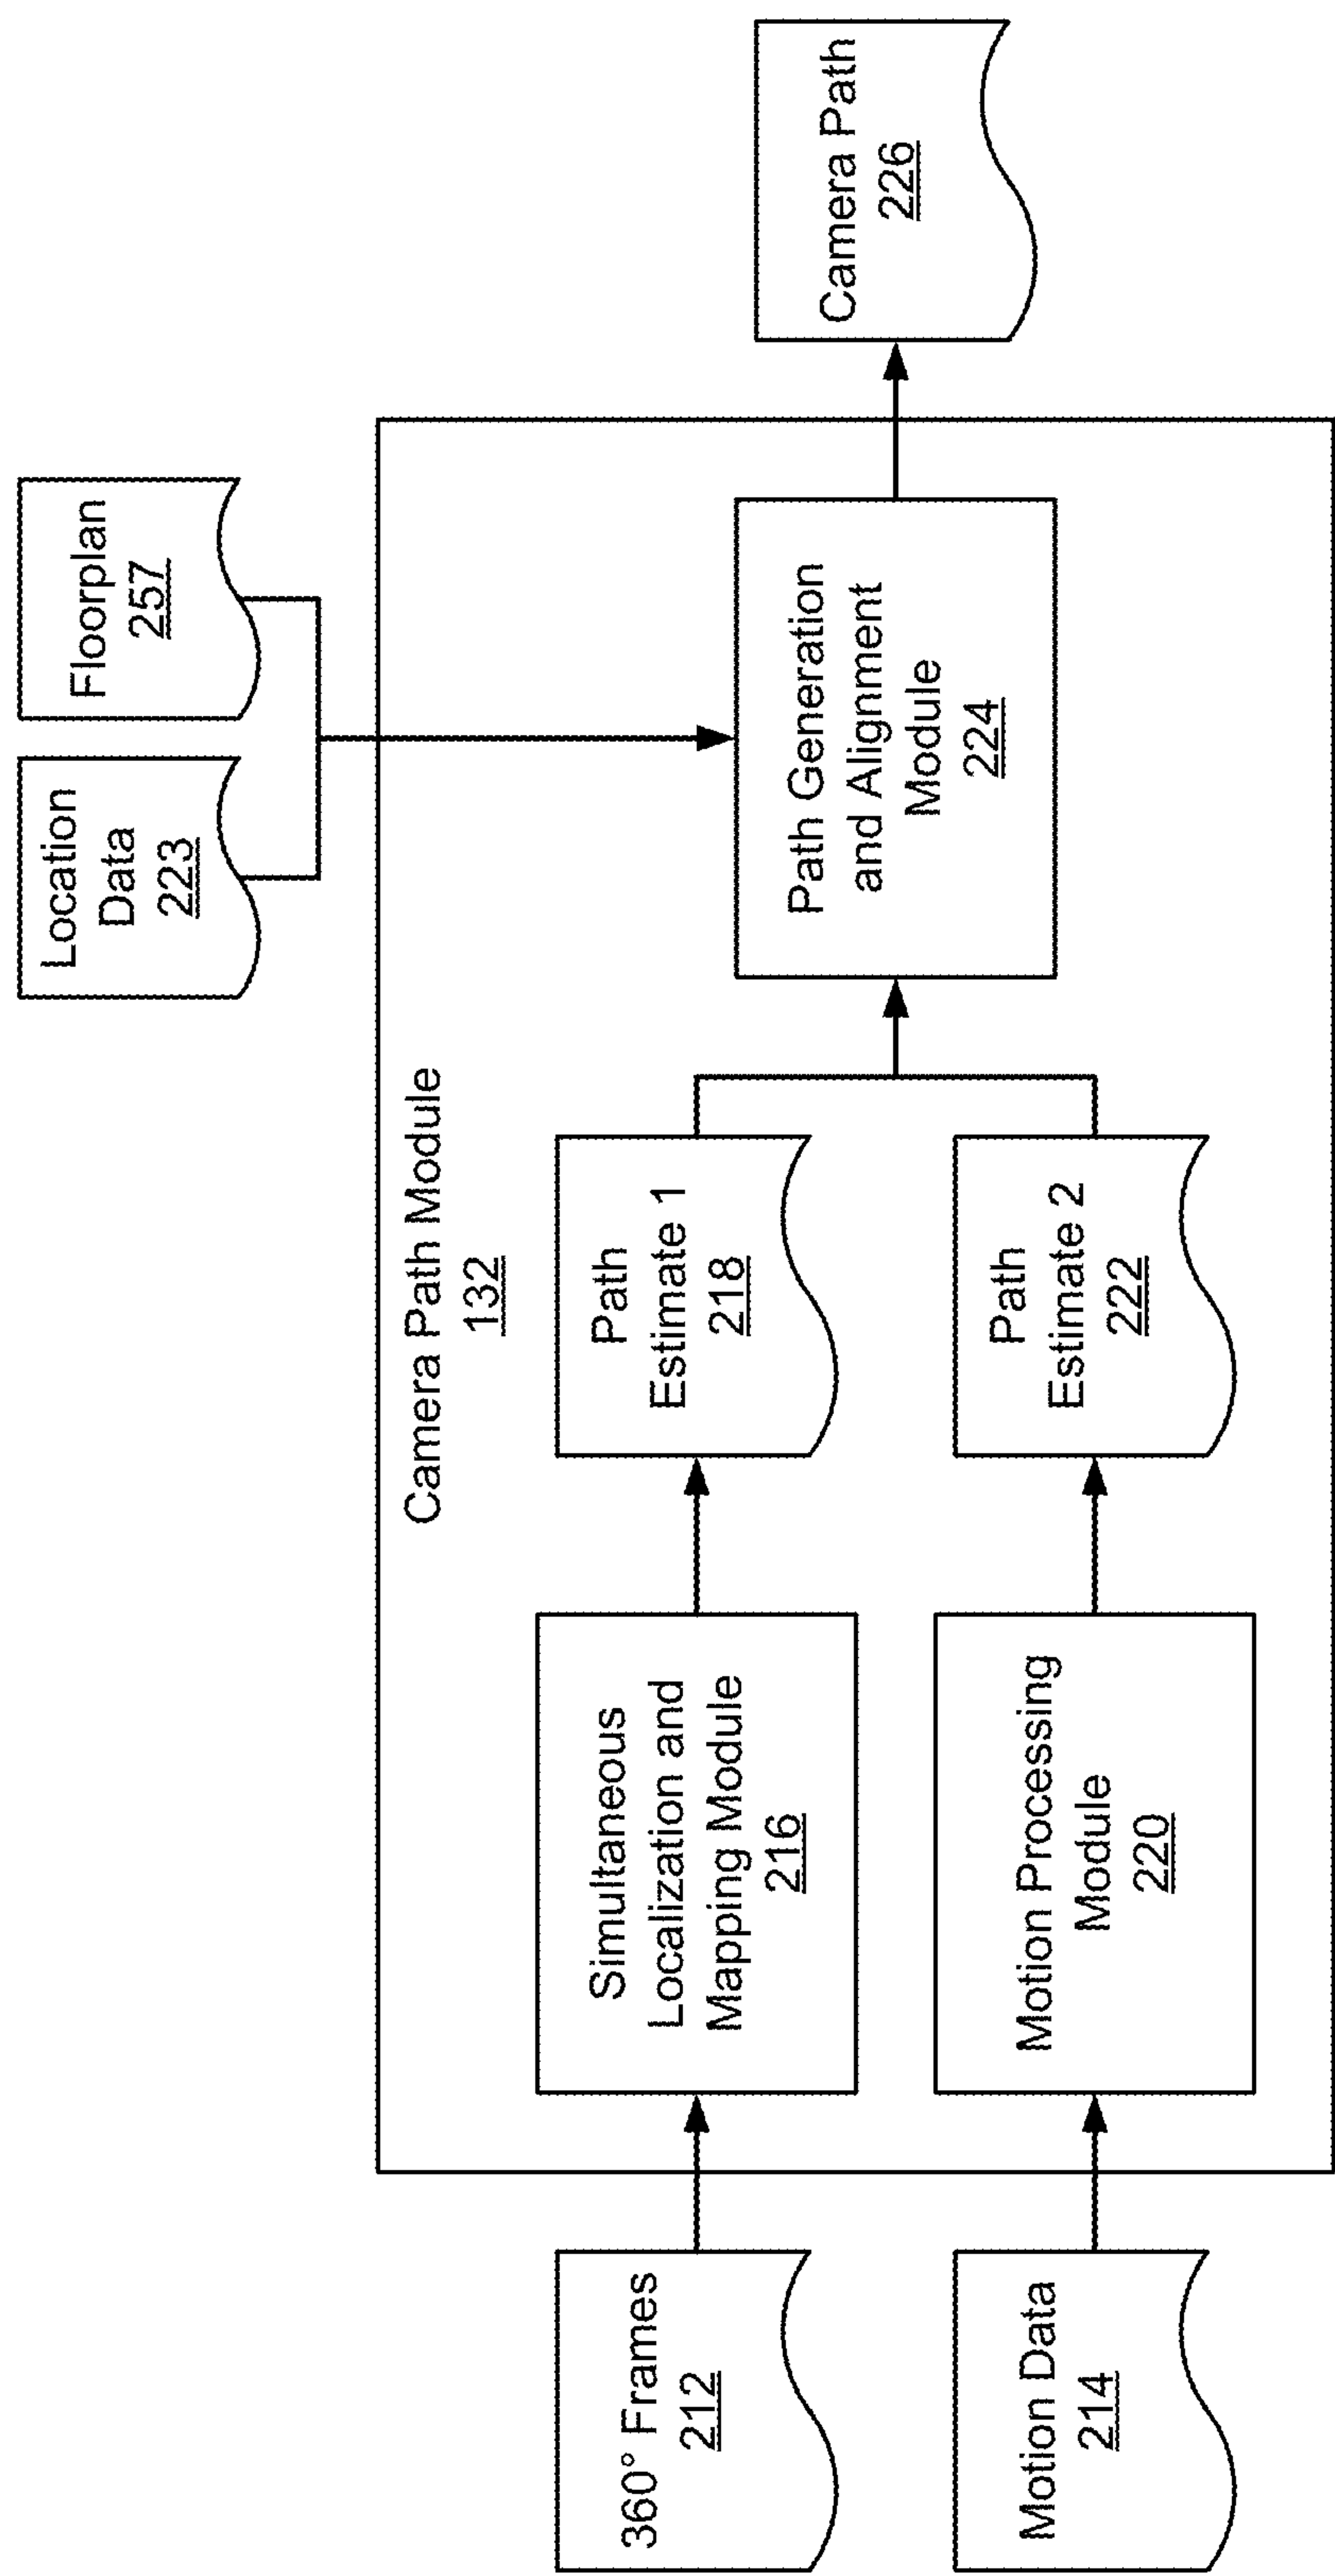 Location
Data
223
Floorplan
257
Camera Path Module
132
360° Frames
212
Simultaneous
Localization and
Mapping Module
216
Path
Estimate 1
218
Motion Data
214
Motion Processing
Module
220
Path
Estimate 2
222
Path Generation
and Alignment
Module
224
Camera Path
226